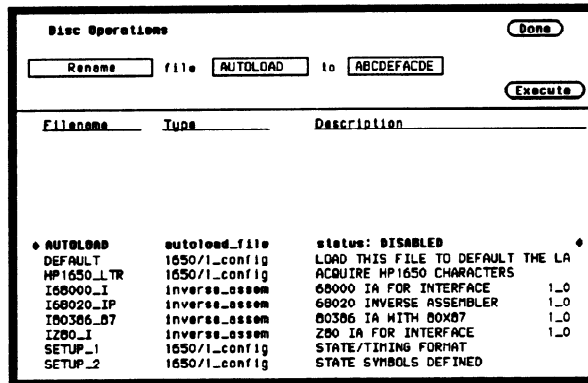 Disc Operations Done
Rename file AUTOLOAD to ABCDEFACDE
Execute
Filename Type Description
AUTOLOAD autoload_file status: DISABLED
DEFAULT 1650/1_config LOAD THIS FILE TO DEFAULT THE LA
HP1650_LTR 1650/1_config ACQUIRE HP1650 CHARACTERS
I68000_I inverse_assem 68000 IA FOR INTERFACE 1_0
I68020_IP inverse_assem 68020 INVERSE ASSEMBLER 1_0
I80386_87 inverse_assem 80386 IA WITH 80X87 1_0
IZ80_I inverse_assem Z80 IA FOR INTERFACE 1_0
SETUP_1 1650/1_config STATE/TIMING FORMAT
SETUP_2 1650/1_config STATE SYMBOLS DEFINED